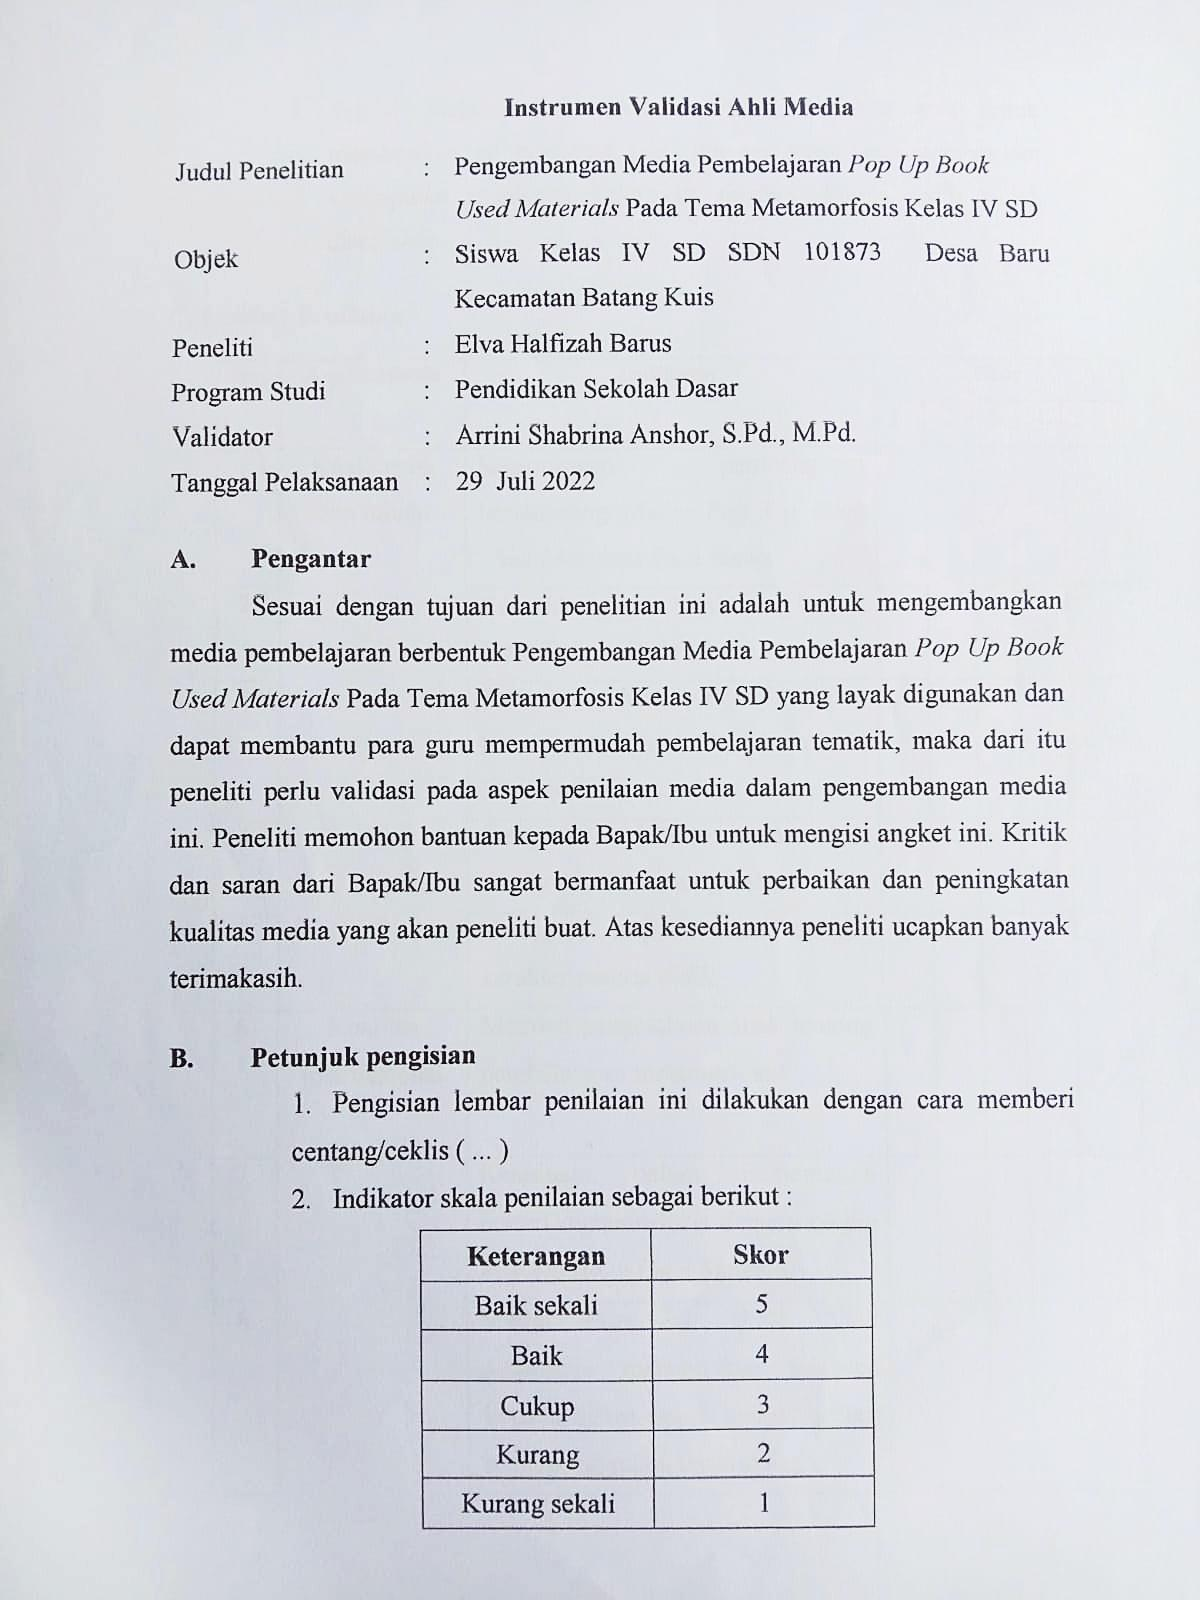 Instrumen Validasi Ahli Media
Judul Penelitian : Pengembangan Media Pembelajaran Pop Up Book
Used Materials Pada Tema Metamorfosis Kelas IV SD
Objek : Siswa Kelas IV SD SDN 101873 Desa Baru
Kecamatan Batang Kuis
Peneliti : Elva Halfizah Barus
Program Studi : Pendidikan Sekolah Dasar
Validator : Arrini Shabrina Anshor, S.Pd., M.Pd.
Tanggal Pelaksanaan : 29 Juli 2022
A. Pengantar
Sesuai dengan tujuan dari penelitian ini adalah untuk mengembangkan
media pembelajaran berbentuk Pengembangan Media Pembelajaran Pop Up Book
Used Materials Pada Tema Metamorfosis Kelas IV SD yang layak digunakan dan
dapat membantu para guru mempermudah pembelajaran tematik, maka dari itu
peneliti perlu validasi pada aspek penilaian media dalam pengembangan media
ini. Peneliti memohon bantuan kepada Bapak/Ibu untuk mengisi angket ini. Kritik
dan saran dari Bapak/Ibu sangat bermanfaat untuk perbaikan dan peningkatan
kualitas media yang akan peneliti buat. Atas kesediannya peneliti ucapkan banyak
terimakasih.
B. Petunjuk pengisian
1. Pengisian lembar penilaian ini dilakukan dengan cara memberi
centang/ceklis ( ... )
2. Indikator skala penilaian sebagai berikut :
Keterangan Skor
Baik sekali 5
Baik 4
Cukup 3
Kurang 2
Kurang sekali 1